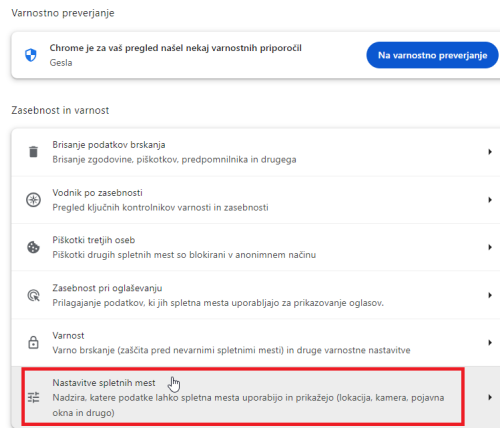 Varnostno preverjanje
Chrome je za vaš pregled našel nekaj varnostnih priporočil
Gesla
Na varnostno preverjanje
Zasebnost in varnost
Brisanje podatkov brskanja
Brisanje zgodovine, piškotkov, predpomnilnika in drugega
Vodnik po zasebnosti
Pregled ključnih kontrolnikov varnosti in zasebnosti
Piškotki tretjih oseb
Piškotki drugih spletnih mest so blokirani v anonimnem načinu
Zasebnost pri oglaševanju
Prilagajanje podatkov, ki jih spletna mesta uporabljajo za prikazovanje oglasov.
Varnost
Varno brskanje (zaščita pred nevarnimi spletnimi mesti) in druge varnostne nastavitve
Nastavitve spletnih mest
Nadzira, katere podatke lahko spletna mesta uporabijo in prikažejo (lokacija, kamera, pojavna
okna in drugo)